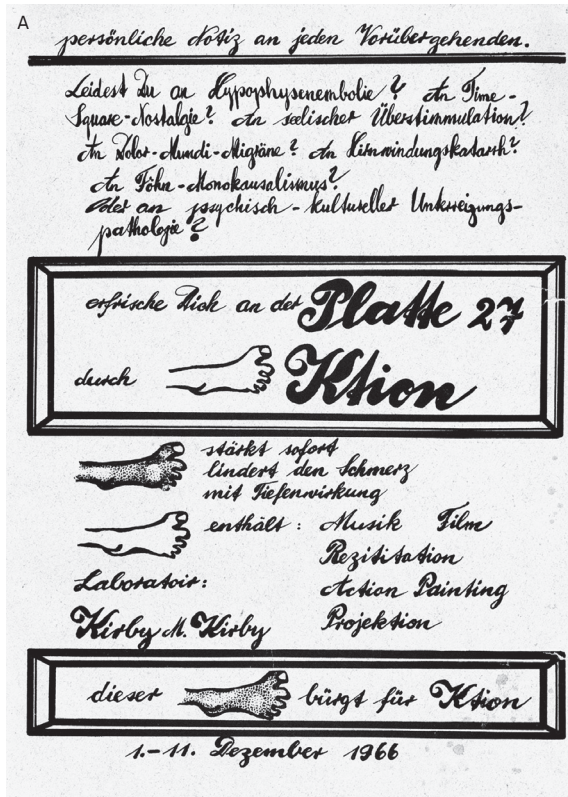 A
persönliche Notiz an jeden Vorübergehenden.
Leidest Du an Hypophysenembolie? An Time-
Square-Nostalgie? An seelischer Überstimmulation?
An Dolor-Mundi-Migräne? An Hirnwindungskatarrh?
An Föhn-Monokausalismus?
Oder an psychisch-kultureller Unterreizungs-
pathologie?
erfrische Dich an der Platte 27
durch Ktion
stärkt sofort
lindert den Schmerz
mit Tiefenwirkung
enthält: Musik Film
Rezititation
Laboratoir: Action Painting
Kirby M. Kirby Projektion
dieser bürgt für Ktion
1.-11. Dezember 1966